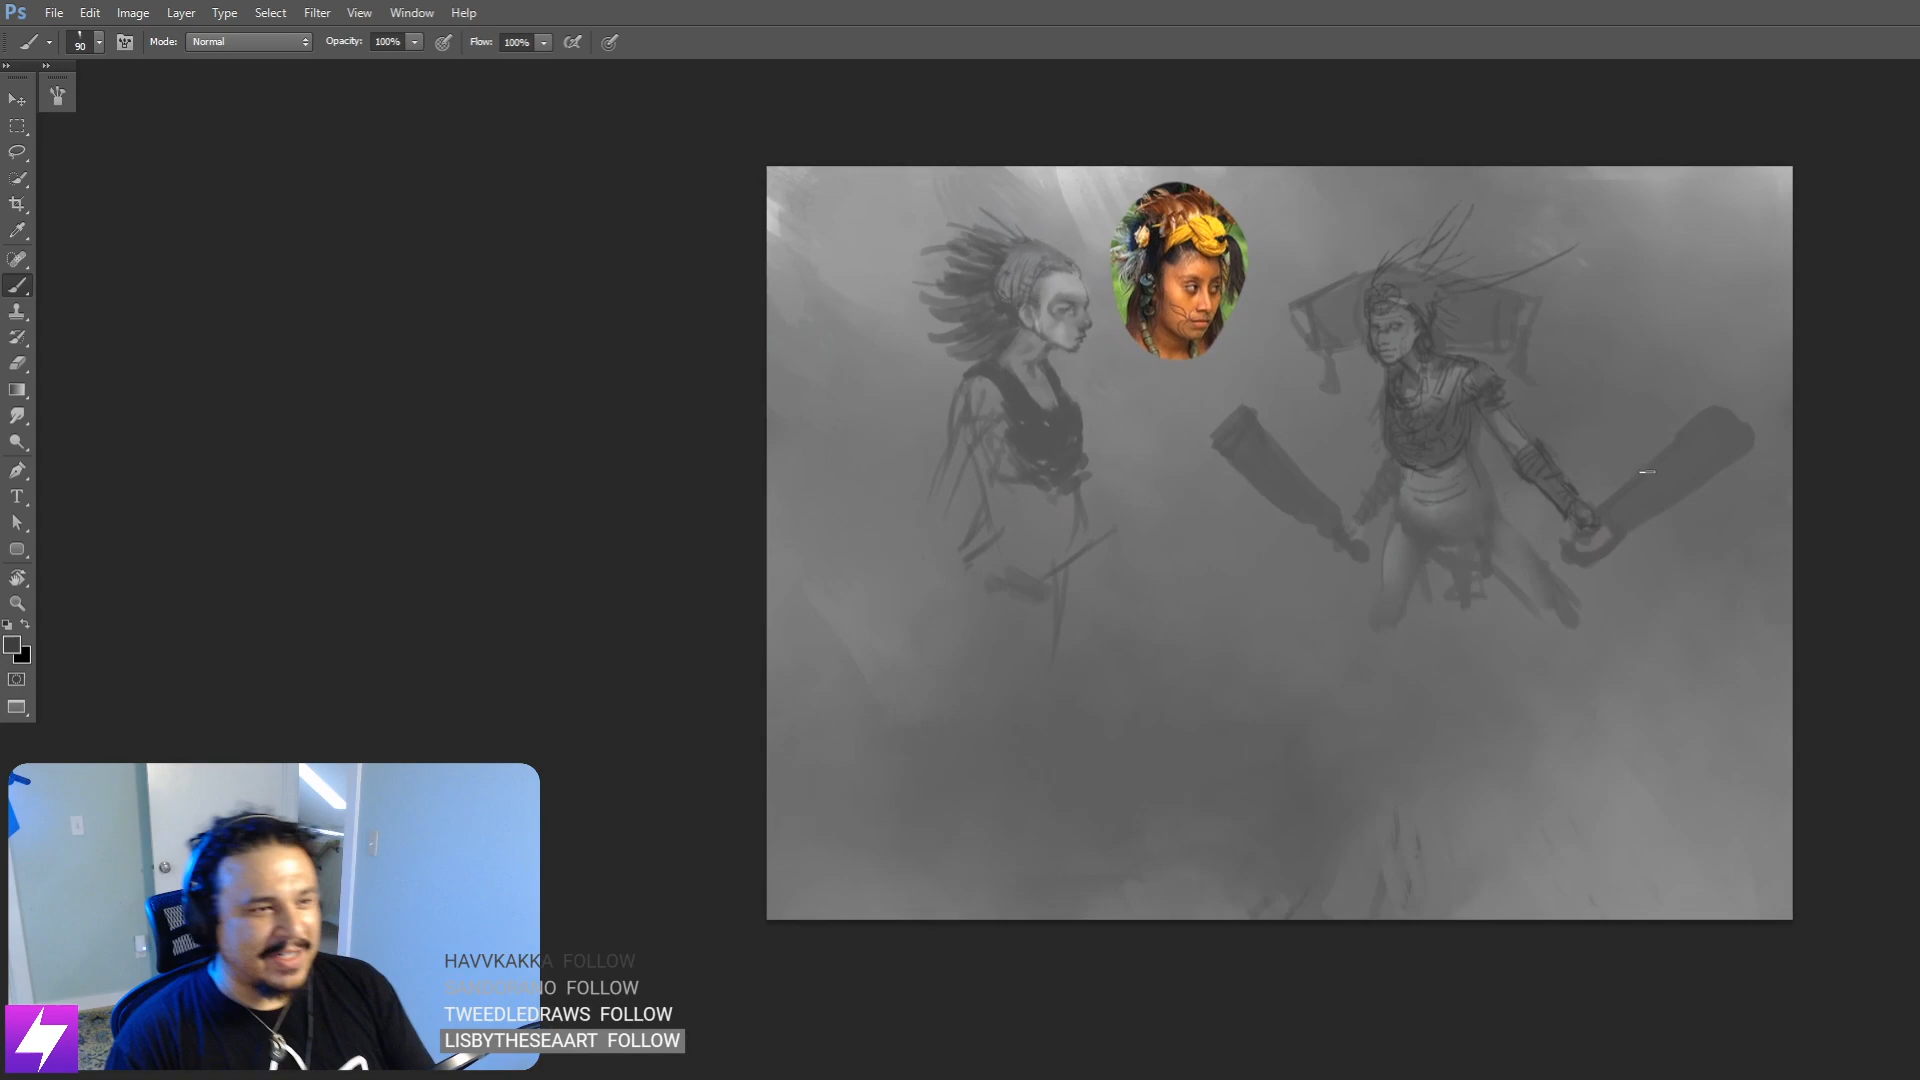 Ps File Edit Image Layer Type Select Filter View Window Help
90 Mode: Normal Opacity: 100% Flow: 100%
T
HAVVKAKKA FOLLOW
SANDORANO FOLLOW
TWEEDLEDRAWS FOLLOW
LISBYTHESEAART FOLLOW